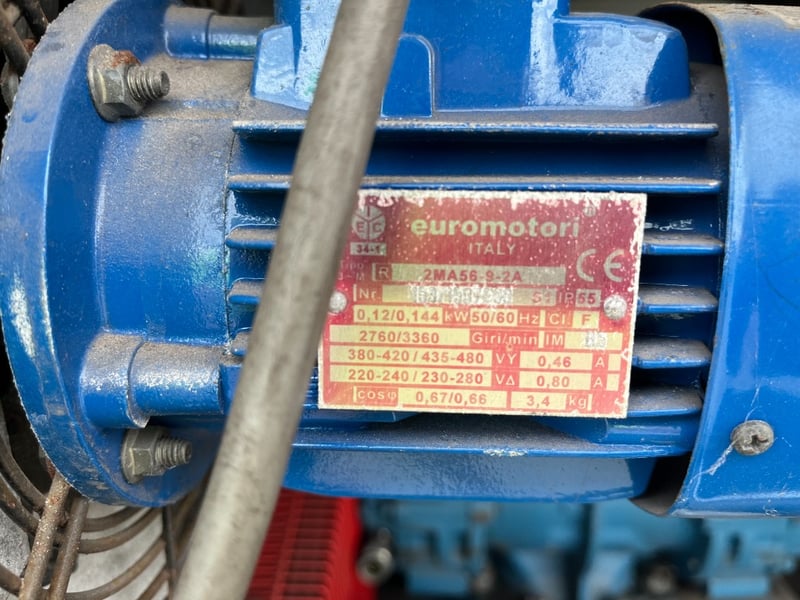 IEC
34-1
euromotori
ITALY
CE
R 2MA56-9-2A
Nr S1 IP 55
0,12/0,144 kW 50/60 Hz Cl. F
2760/3360 Giri/min IM
380-420 / 435-480 VY 0,46 A
220-240 / 230-280 VΔ 0,80 A
cosφ 0,67/0,66 3,4 kg